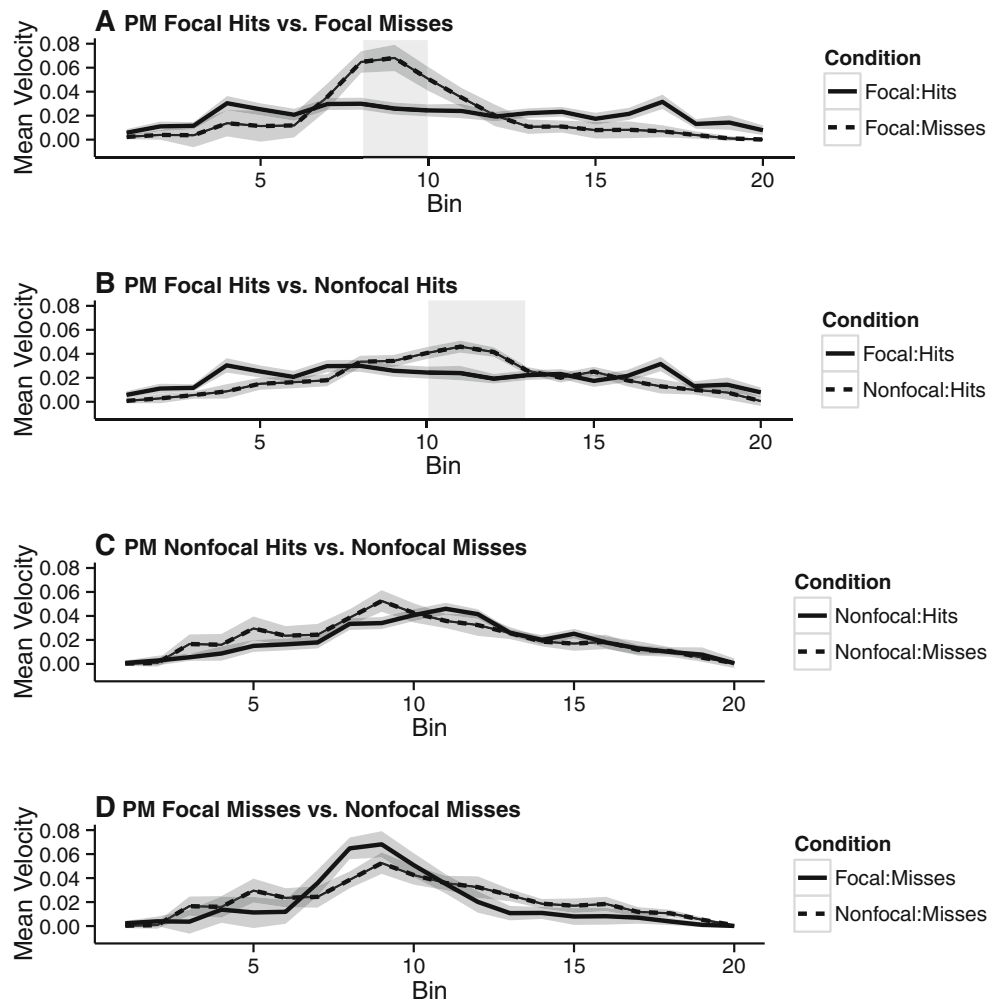 A PM Focal Hits vs. Focal Misses
Mean Velocity
0.08
0.06
0.04
0.02
0.00
5
10
15
20
Bin
Condition
Focal:Hits
Focal:Misses
B PM Focal Hits vs. Nonfocal Hits
Mean Velocity
0.08
0.06
0.04
0.02
0.00
5
10
15
20
Bin
Condition
Focal:Hits
Nonfocal:Hits
C PM Nonfocal Hits vs. Nonfocal Misses
Mean Velocity
0.08
0.06
0.04
0.02
0.00
5
10
15
20
Bin
Condition
Nonfocal:Hits
Nonfocal:Misses
D PM Focal Misses vs. Nonfocal Misses
Mean Velocity
0.08
0.06
0.04
0.02
0.00
5
10
15
20
Bin
Condition
Focal:Misses
Nonfocal:Misses